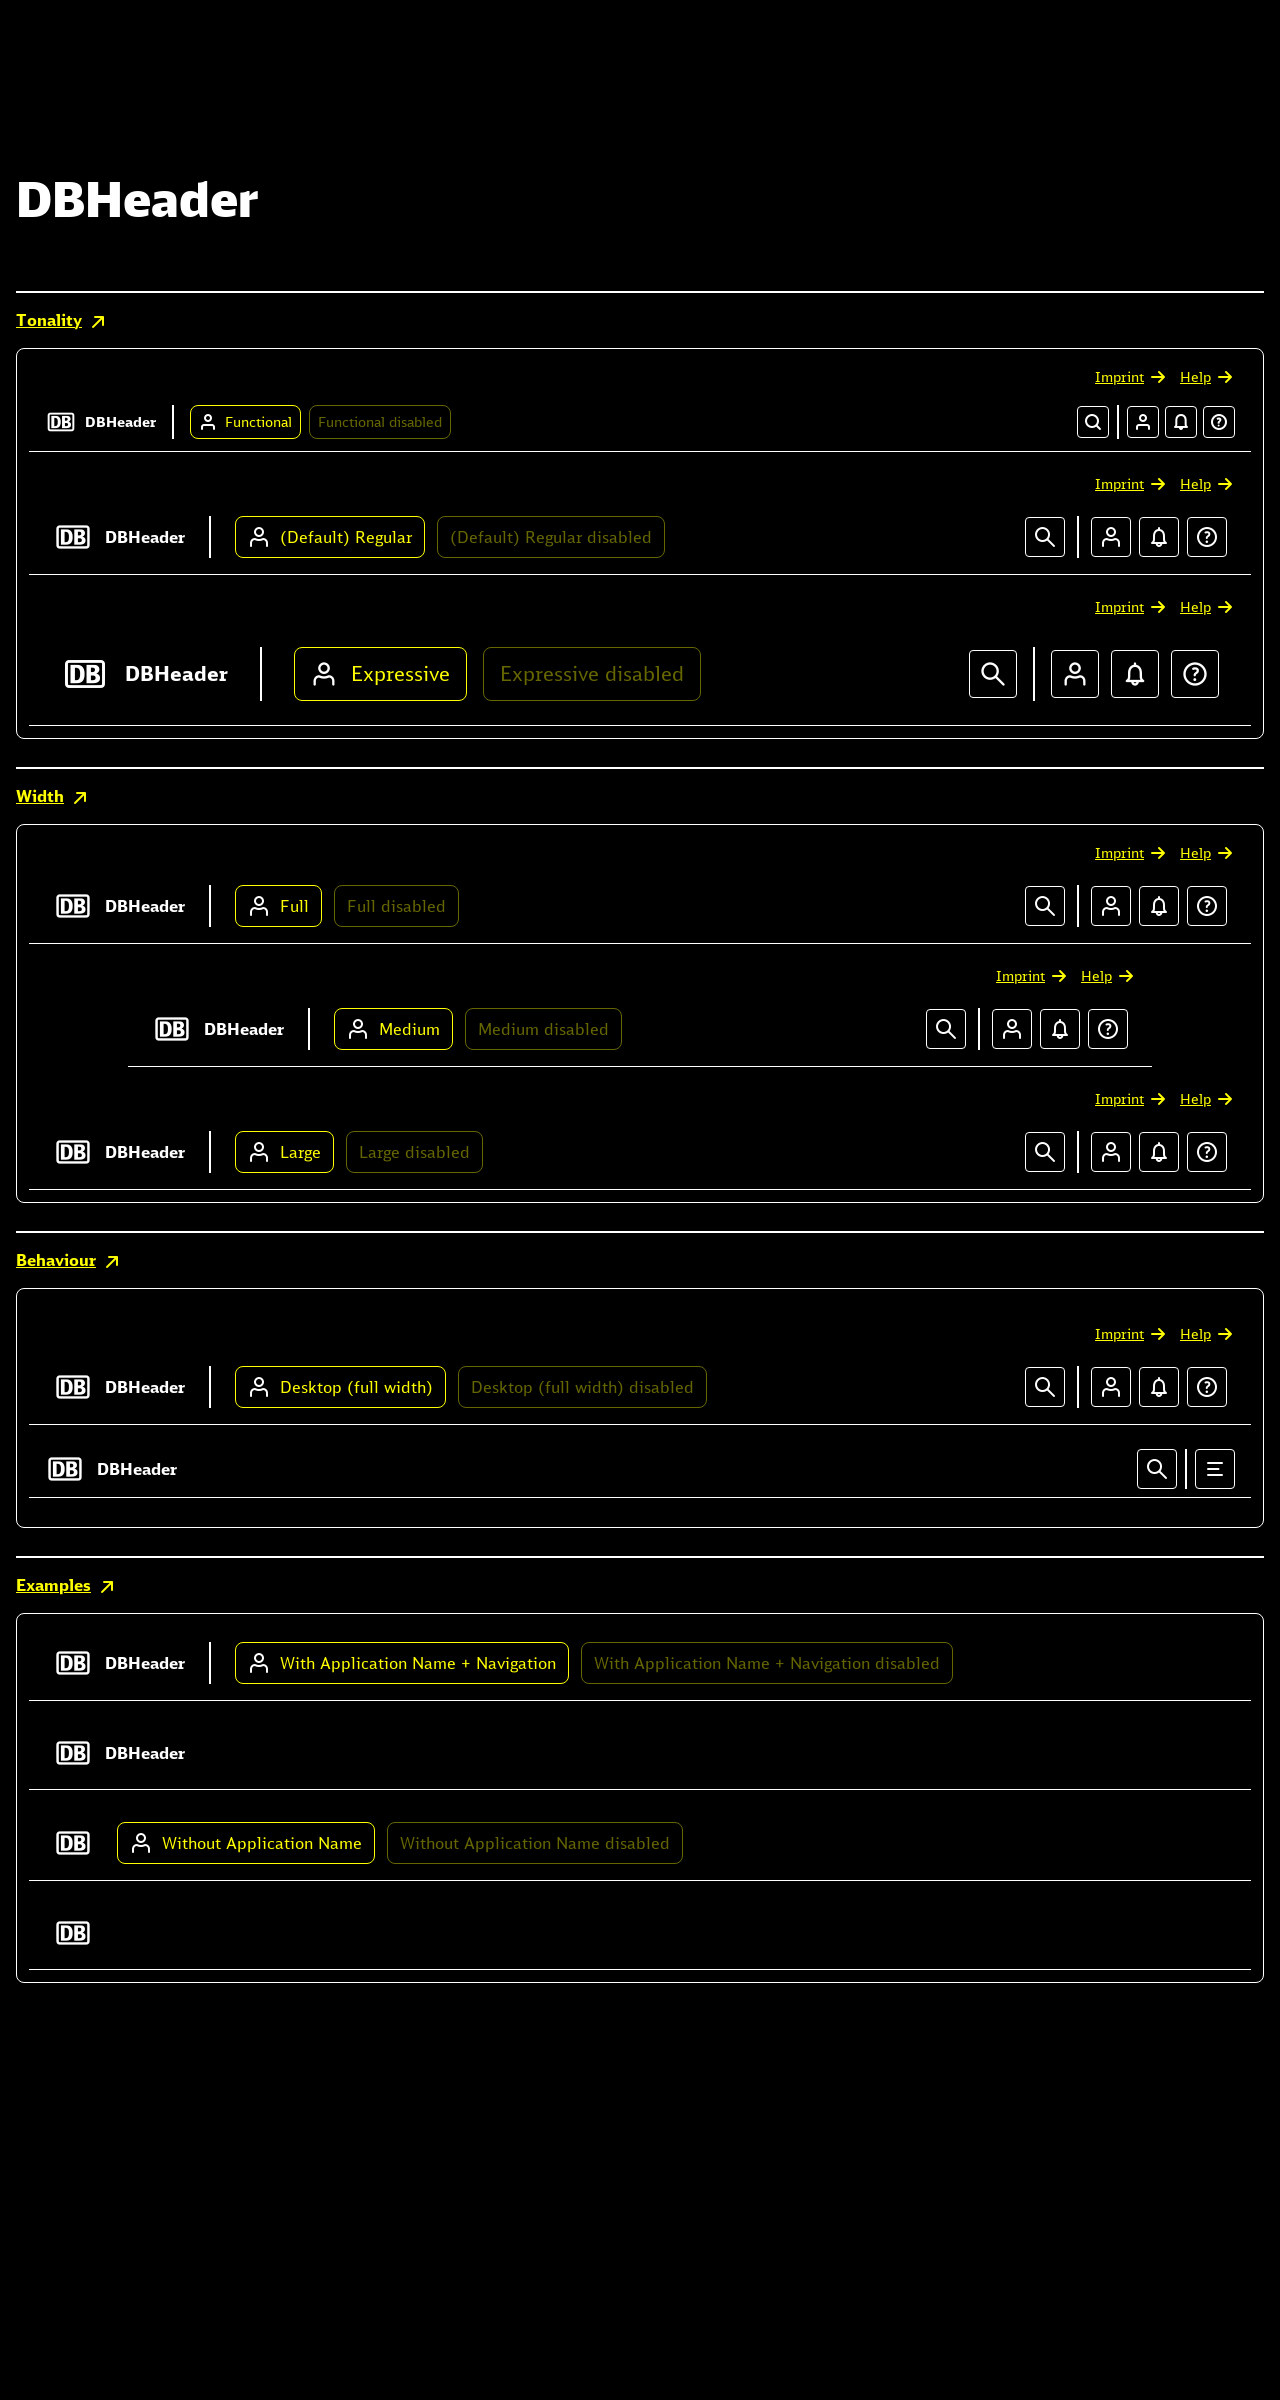 DBHeader
Tonality
Imprint Help
DB DBHeader Functional Functional disabled
Imprint Help
DB DBHeader (Default) Regular (Default) Regular disabled
Imprint Help
DB DBHeader Expressive Expressive disabled
Width
Imprint Help
DB DBHeader Full Full disabled
Imprint Help
DB DBHeader Medium Medium disabled
Imprint Help
DB DBHeader Large Large disabled
Behaviour
Imprint Help
DB DBHeader Desktop (full width) Desktop (full width) disabled
DB DBHeader
Examples
DB DBHeader With Application Name + Navigation With Application Name + Navigation disabled
DB DBHeader
DB Without Application Name Without Application Name disabled
DB